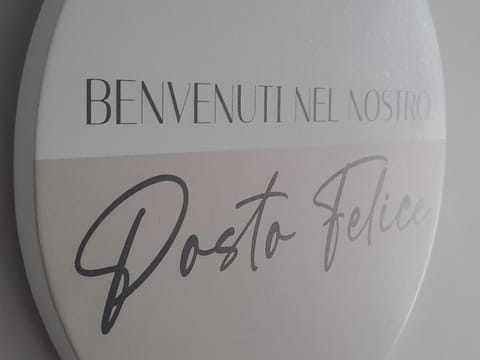 BENVENUTI NEL NOSTRO
Posto Felice